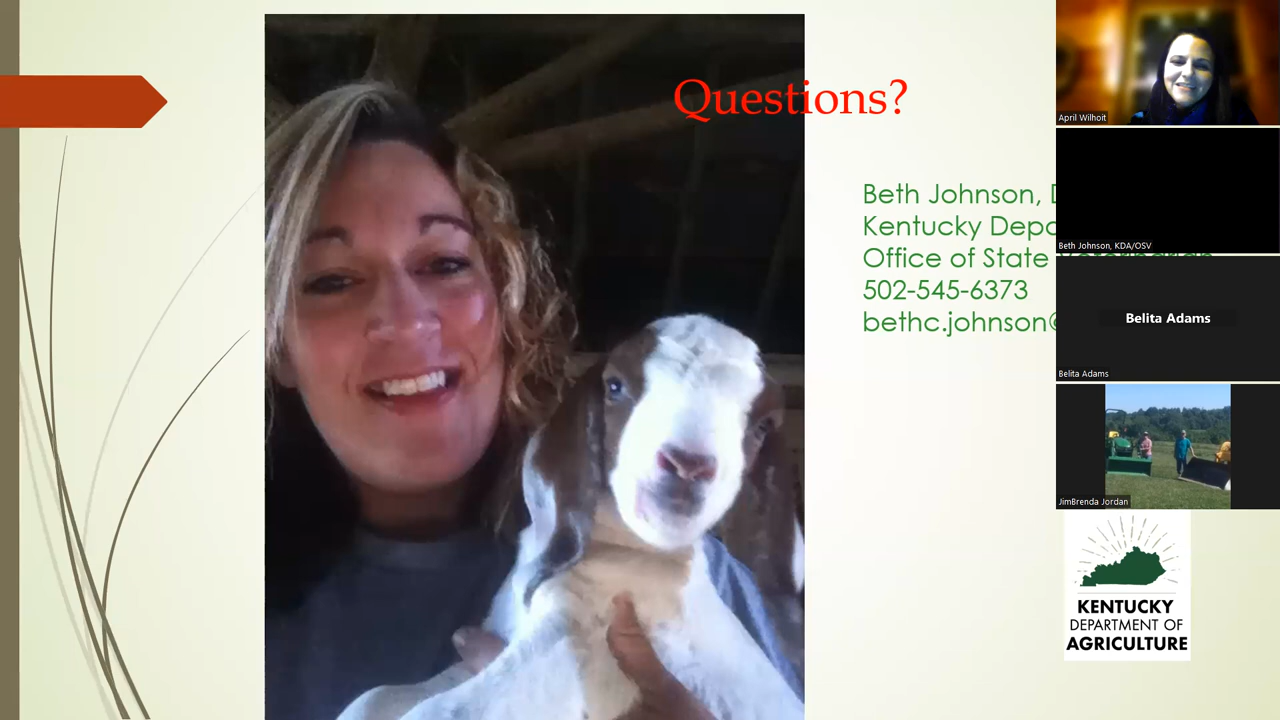 Questions?
Beth Johnson,
Kentucky
Office of State
502-545-6373
bethc.johnson@
April Wilhoit
Beth Johnson, KDA/OSV
Belita Adams
Belita Adams
JimBrenda Jordan
KENTUCKY
DEPARTMENT OF
AGRICULTURE